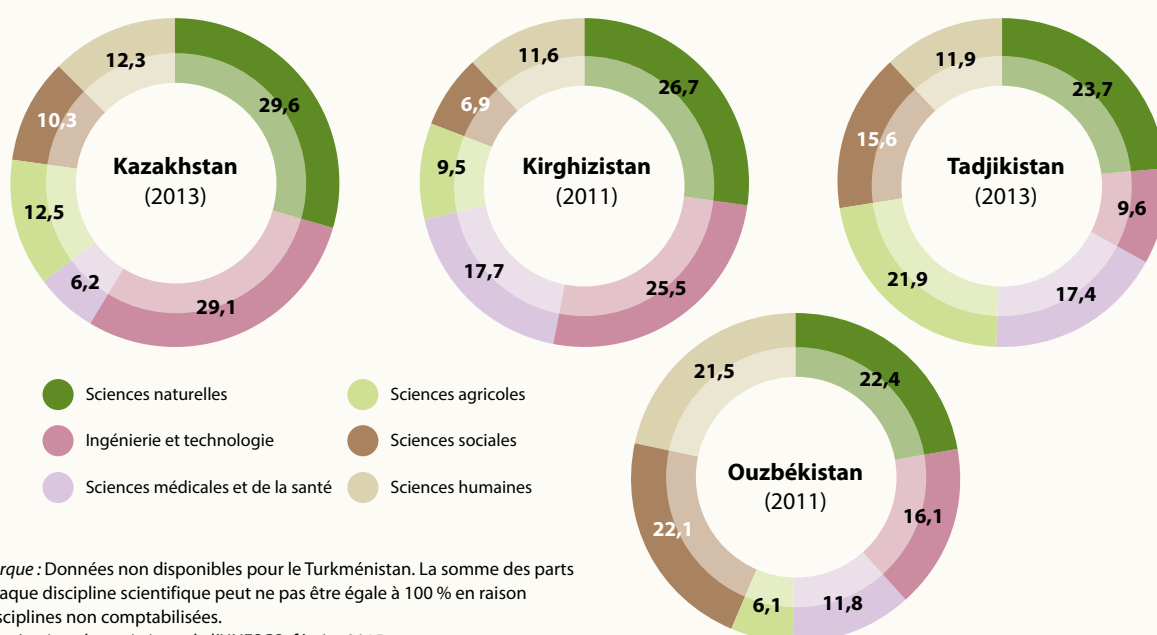 12,3
29,6
10,3
Kazakhstan
(2013)
12,5
6,2
29,1
11,6
26,7
6,9
9,5
Kirghizistan
(2011)
17,7
25,5
11,9
23,7
15,6
Tadjikistan
(2013)
9,6
21,9
17,4
Sciences naturelles
Ingénierie et technologie
Sciences médicales et de la santé
Sciences agricoles
Sciences sociales
Sciences humaines
21,5
22,4
Ouzbékistan
(2011)
22,1
16,1
6,1
11,8
rque : Données non disponibles pour le Turkménistan. La somme des parts
aque discipline scientifique peut ne pas être égale à 100 % en raison
sciplines non comptabilisées.